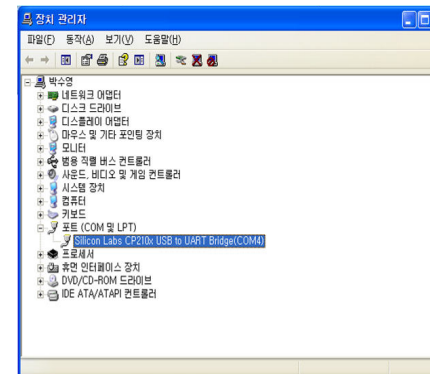 장치 관리자
파일(F) 동작(A) 보기(V) 도움말(H)
박수영
네트워크 어댑터
디스크 드라이브
디스플레이 어댑터
마우스 및 기타 포인팅 장치
모니터
범용 직렬 버스 컨트롤러
사운드, 비디오 및 게임 컨트롤러
시스템 장치
컴퓨터
키보드
포트 (COM 및 LPT)
Silicon Labs CP210x USB to UART Bridge(COM4)
프로세서
휴먼 인터페이스 장치
DVD/CD-ROM 드라이브
IDE ATA/ATAPI 컨트롤러